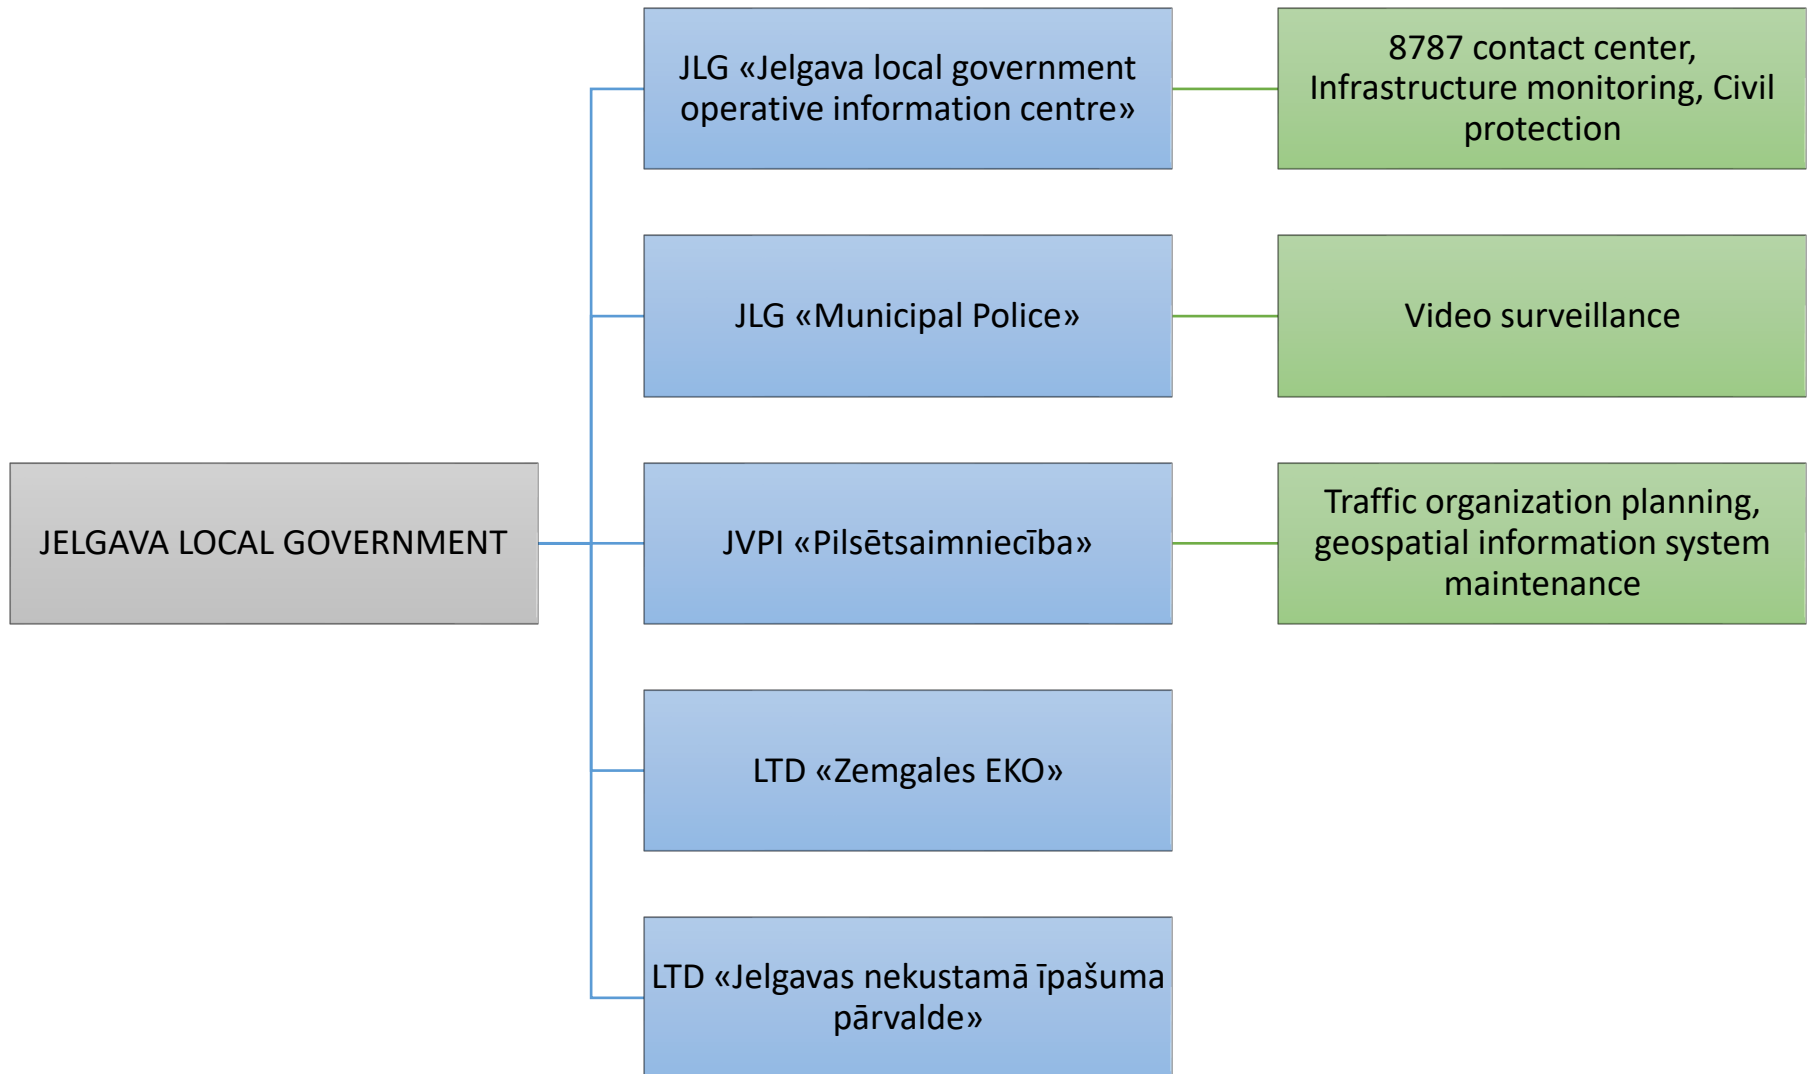 JLG «Jelgava local government
operative information centre»
8787 contact center,
Infrastructure monitoring, Civil
protection
JLG «Municipal Police»
Video surveillance
JELGAVA LOCAL GOVERNMENT
JVPI «Pilsētsaimniecība»
Traffic organization planning,
geospatial information system
maintenance
LTD «Zemgales EKO»
LTD «Jelgavas nekustamā īpašuma
pārvalde»